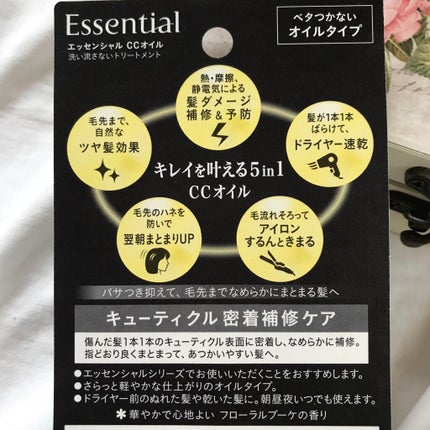 Essential
エッセンシャル CCオイル
洗い流さないトリートメント
ベタつかない
オイルタイプ
熱・摩擦、
静電気による
髪ダメージ
補修&予防
毛先まで、
自然な
ツヤ髪効果
髪が1本1本
ばらけて、
ドライヤー速乾
キレイを叶える5in1
CCオイル
毛先のハネを
防いで
翌朝まとまりUP
毛流れそろって
アイロン
するんときまる
パサつき抑えて、毛先までなめらかにまとまる髪へ
キューティクル 密着補修ケア
傷んだ髪1本1本のキューティクル表面に密着し、なめらかに補修。
指どおり良くまとまって、あつかいやすい髪へ。
●エッセンシャルシリーズでお使いいただくことをおすすめします。
●さらっと軽やかな仕上がりのオイルタイプ。
●ドライヤー前のぬれた髪や乾いた髪に。朝昼夜いつでも使えます。
＊華やかで心地よい フローラルブーケの香り